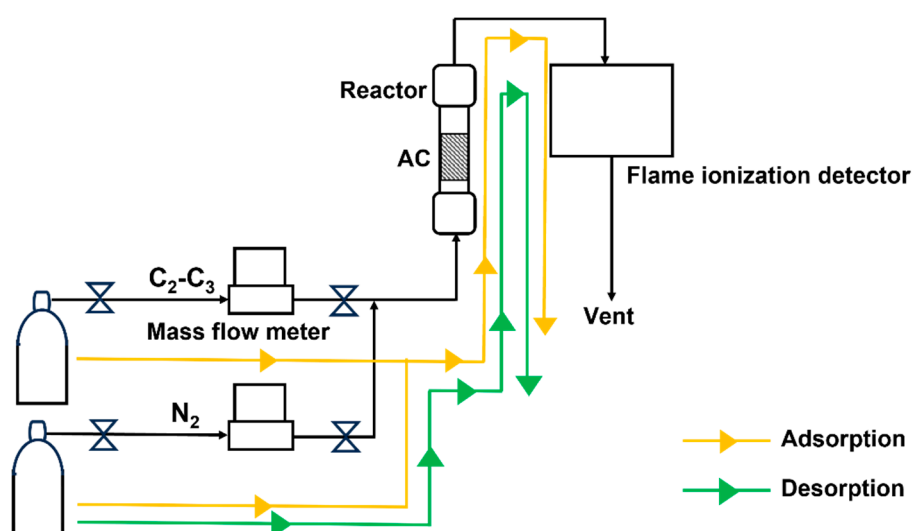 Reactor
AC
Flame ionization detector
C₂-C₃
Mass flow meter
Vent
N₂
Adsorption
Desorption